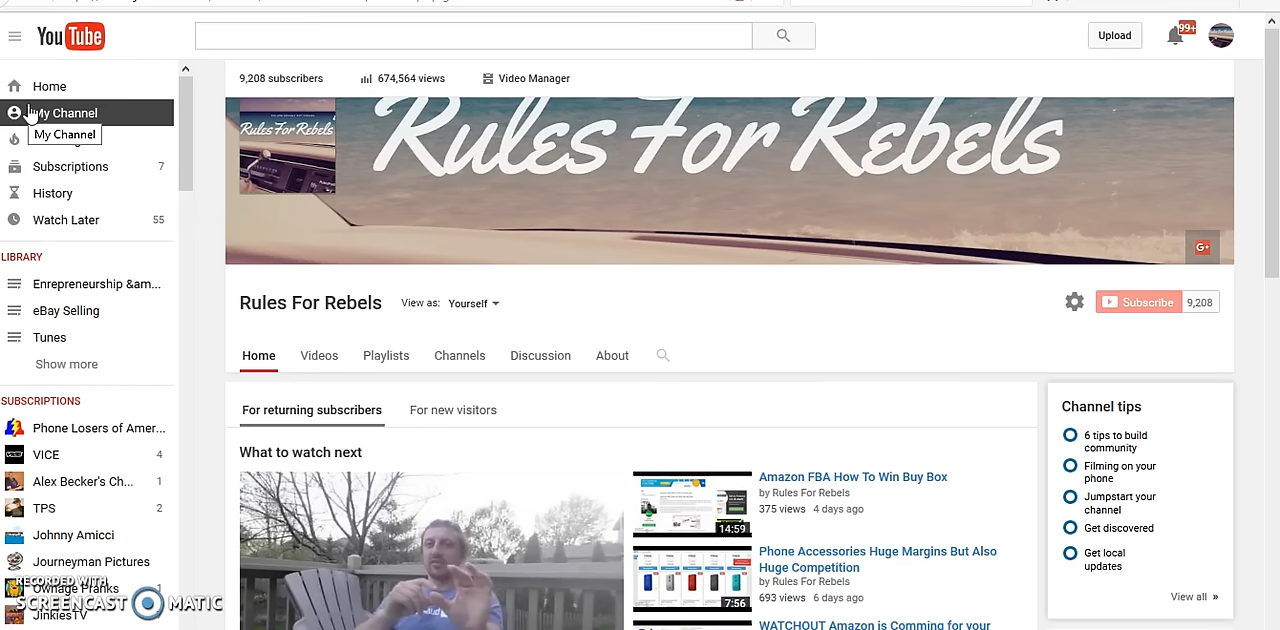 YouTube
Upload
99+
Home
My Channel
My Channel
Subscriptions 7
History
Watch Later 55
LIBRARY
Enrepreneurship &am...
eBay Selling
Tunes
Show more
SUBSCRIPTIONS
Phone Losers of Amer...
VICE 4
Alex Becker's Ch... 1
2
Johnny Amicci
Journeyman Pictures
Ownage Pranks
RECORDED WITH
SCREENCAST MATIC
9,208 subscribers 674,564 views Video Manager
Rules For Rebels
Rules For Rebels
G+
Rules For Rebels View as: Yourself
Subscribe 9,208
Home Videos Playlists Channels Discussion About
For returning subscribers For new visitors
What to watch next
14:59
Amazon FBA How To Win Buy Box
by Rules For Rebels
375 views 4 days ago
7:56
Phone Accessories Huge Margins But Also
Huge Competition
by Rules For Rebels
693 views 6 days ago
WATCHOUT Amazon is Comming for your
Channel tips
6 tips to build
community
Filming on your
phone
Jumpstart your
channel
Get discovered
Get local
updates
View all »